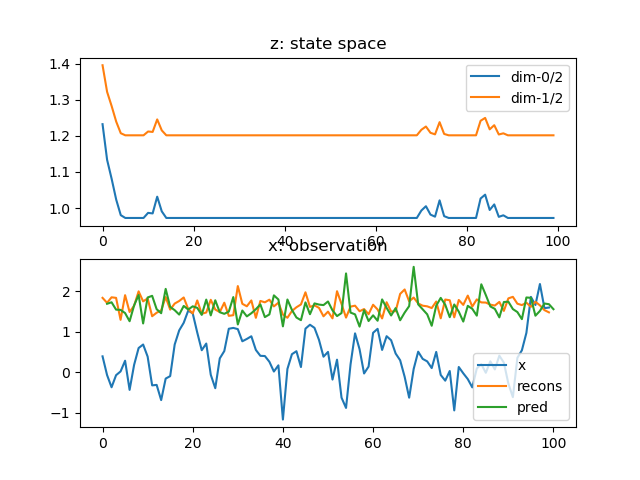 z: state space
1.4
1.3
1.2
1.1
1.0
dim-0/2
dim-1/2
0 20 40 60 80 100
x: observation
2
1
0
−1
x
recons
pred
0 20 40 60 80 100